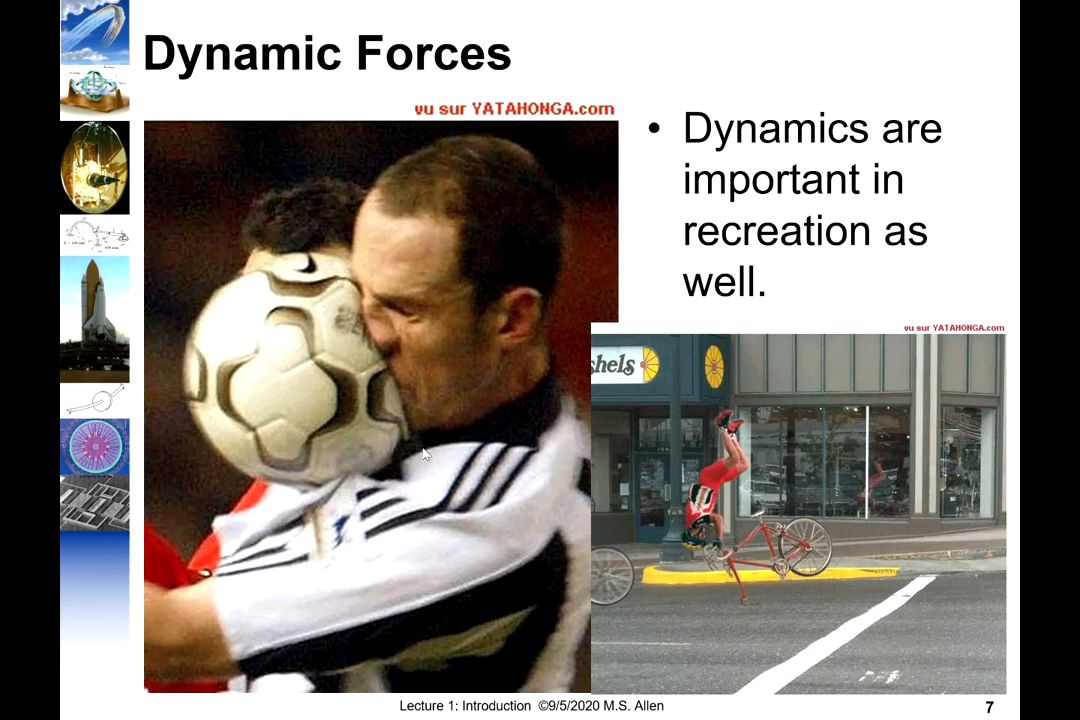 Dynamic Forces
vu sur YATAHONGA.com
• Dynamics are
important in
recreation as
well.
vu sur YATAHONGA.com
shels
Lecture 1: Introduction ©9/5/2020 M.S. Allen
7